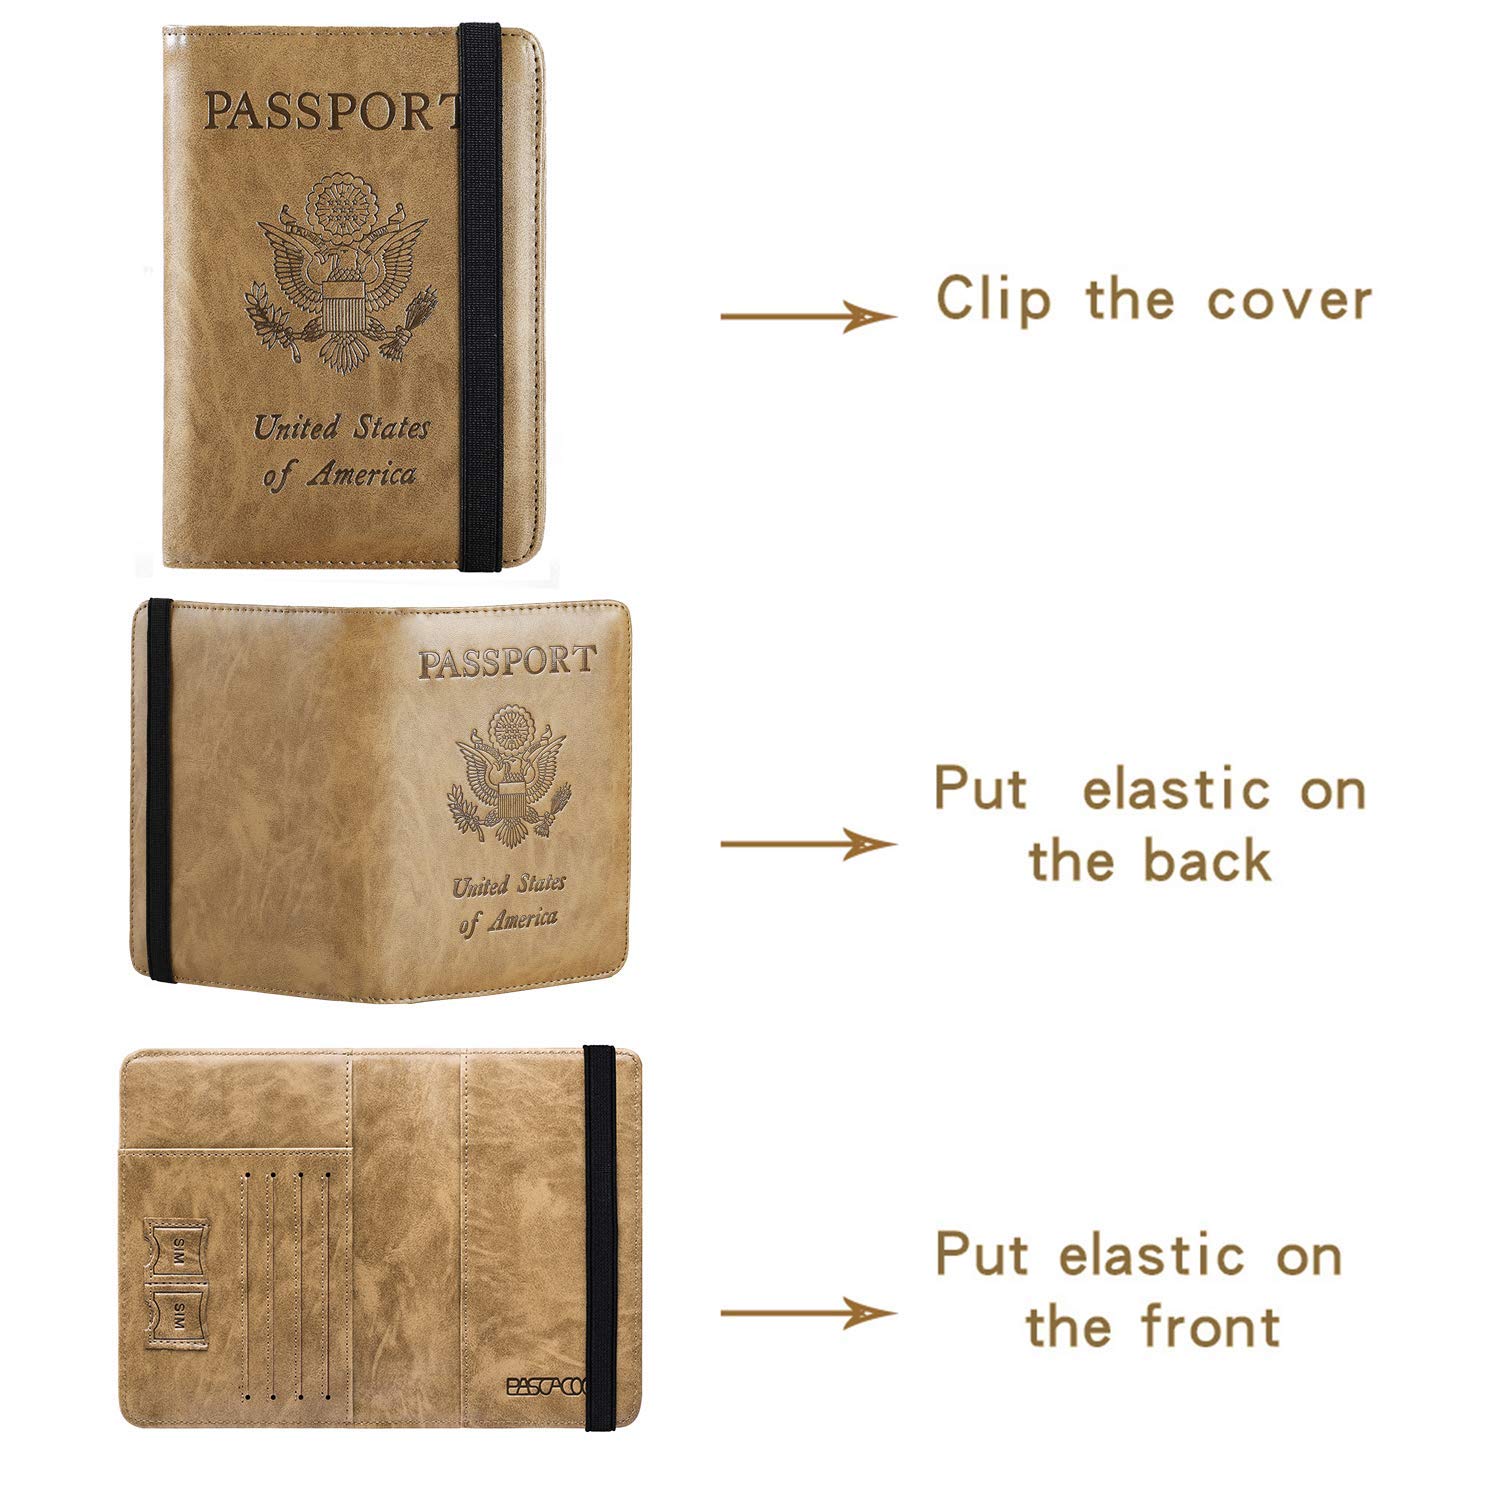 PASSPORT
United States
of America
Clip the cover
PASSPORT
United States
of America
Put elastic on
the back
SIM
SIM
Put elastic on
the front